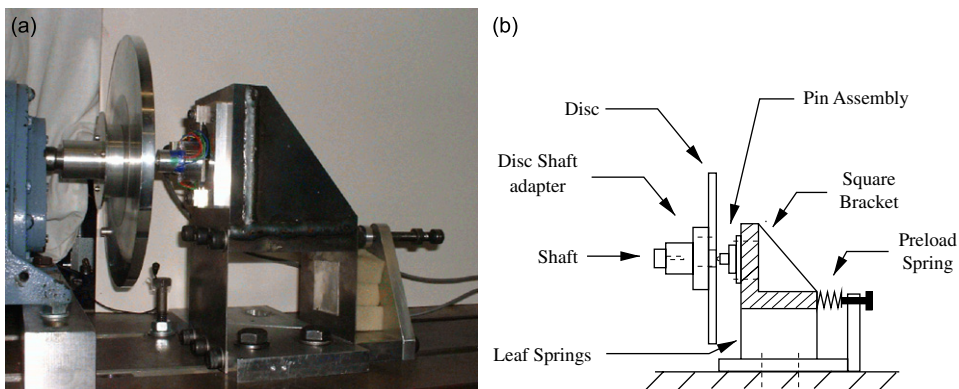 (a)
(b)
Pin Assembly
Disc
Disc Shaft
adapter
Square
Bracket
Preload
Spring
Shaft
Leaf Springs